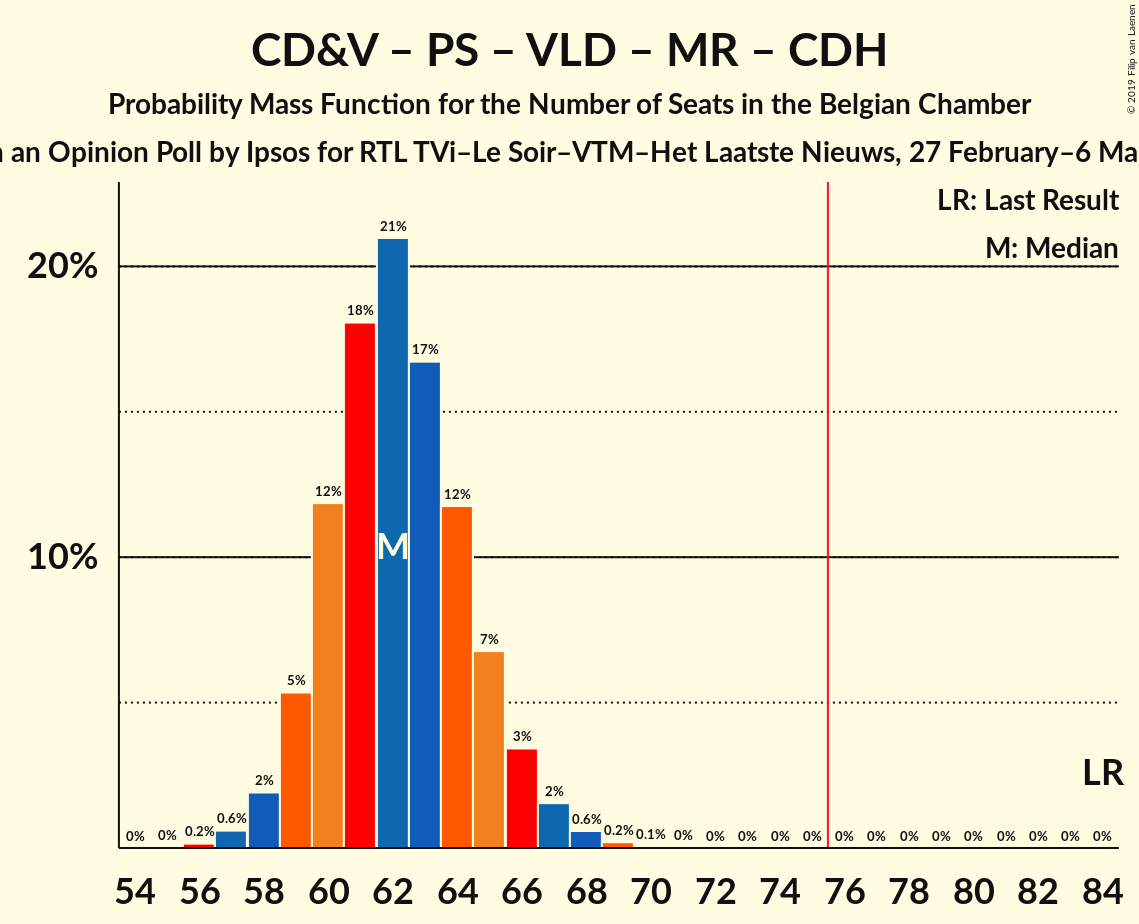 CD&V – PS – VLD – MR – CDH
Probability Mass Function for the Number of Seats in the Belgian Chamber
an Opinion Poll by Ipsos for RTL TVi–Le Soir–VTM–Het Laatste Nieuws, 27 February–6 Ma
© 2019 Filip van Laenen
LR: Last Result
M: Median
20%
10%
0% 0% 0.2% 0.6% 2% 5% 12% 18% 21% 17% 12% 7% 3% 2% 0.6% 0.2% 0.1% 0% 0% 0% 0% 0% 0% 0% 0% 0% 0% 0% 0% 0% 0%
M
LR
54 56 58 60 62 64 66 68 70 72 74 76 78 80 82 84